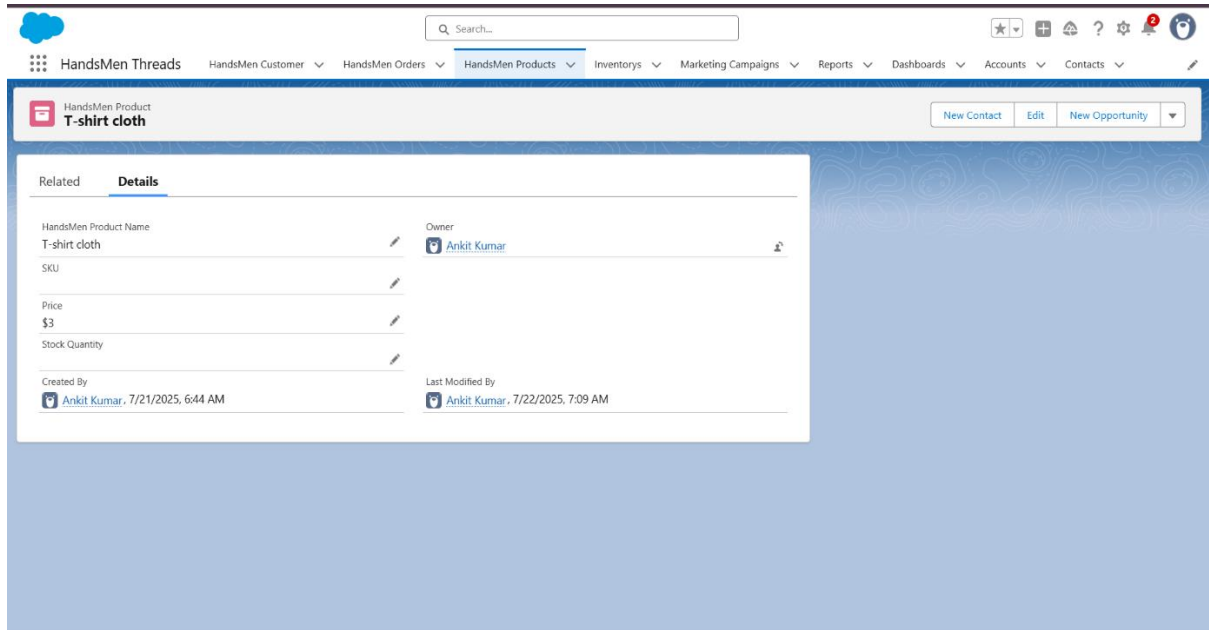 Search...
2
HandsMen Threads HandsMen Customer HandsMen Orders HandsMen Products Inventorys Marketing Campaigns Reports Dashboards Accounts Contacts
HandsMen Product
T-shirt cloth
New Contact Edit New Opportunity
Related Details
HandsMen Product Name
T-shirt cloth
Owner
Ankit Kumar
SKU
Price
$3
Stock Quantity
Created By
Ankit Kumar, 7/21/2025, 6:44 AM
Last Modified By
Ankit Kumar, 7/22/2025, 7:09 AM